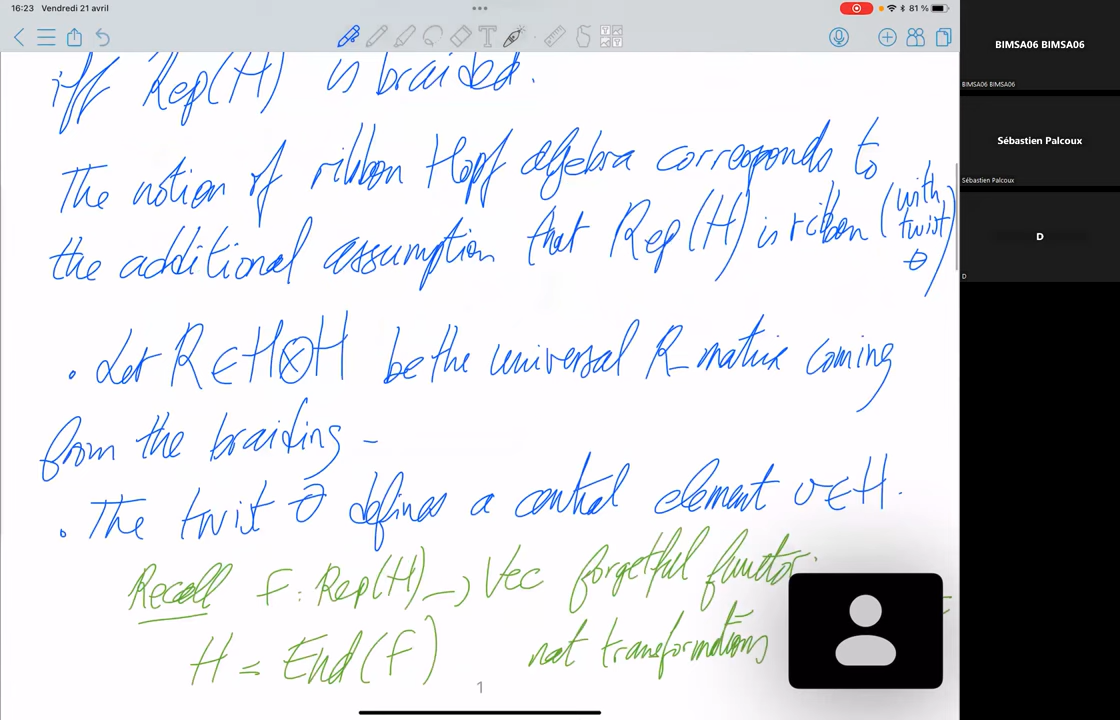 16:23 Vendredi 21 avril
81 %
iff Rep(H) is braided.
The notion of ribbon Hopf algebra corresponds to
the additional assumption that Rep(H) is ribon (with twist θ)
. Let R ∈ H⊗H be the universal R-matrix coming
from the braiding -
. The twist θ defines a central element v ∈ H.
Recall F : Rep(H) → Vec forgetful functor.
H = End(F) nat transformations
1
BIMSA06 BIMSA06
BIMSA06 BIMSA06
Sébastien Palcoux
Sébastien Palcoux
D
D